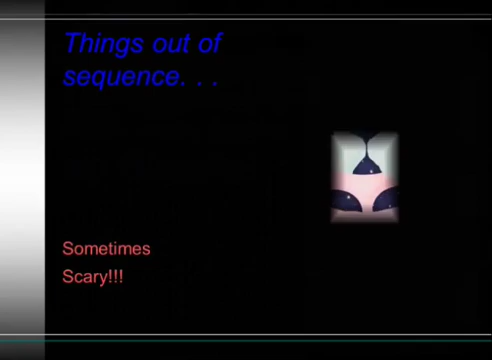 Things out of
sequence. . .
Sometimes
Scary!!!